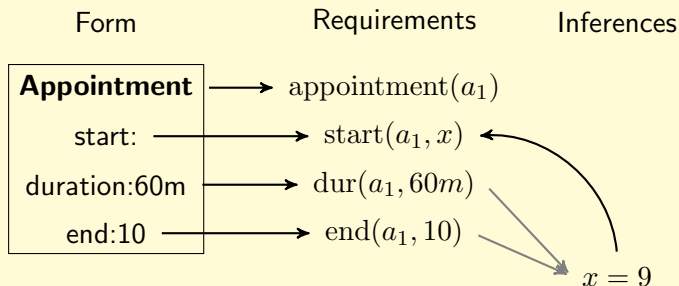 Form Requirements Inferences
Appointment appointment(a₁)
start: start(a₁, x)
duration:60m dur(a₁, 60m)
end:10 end(a₁, 10)
x = 9